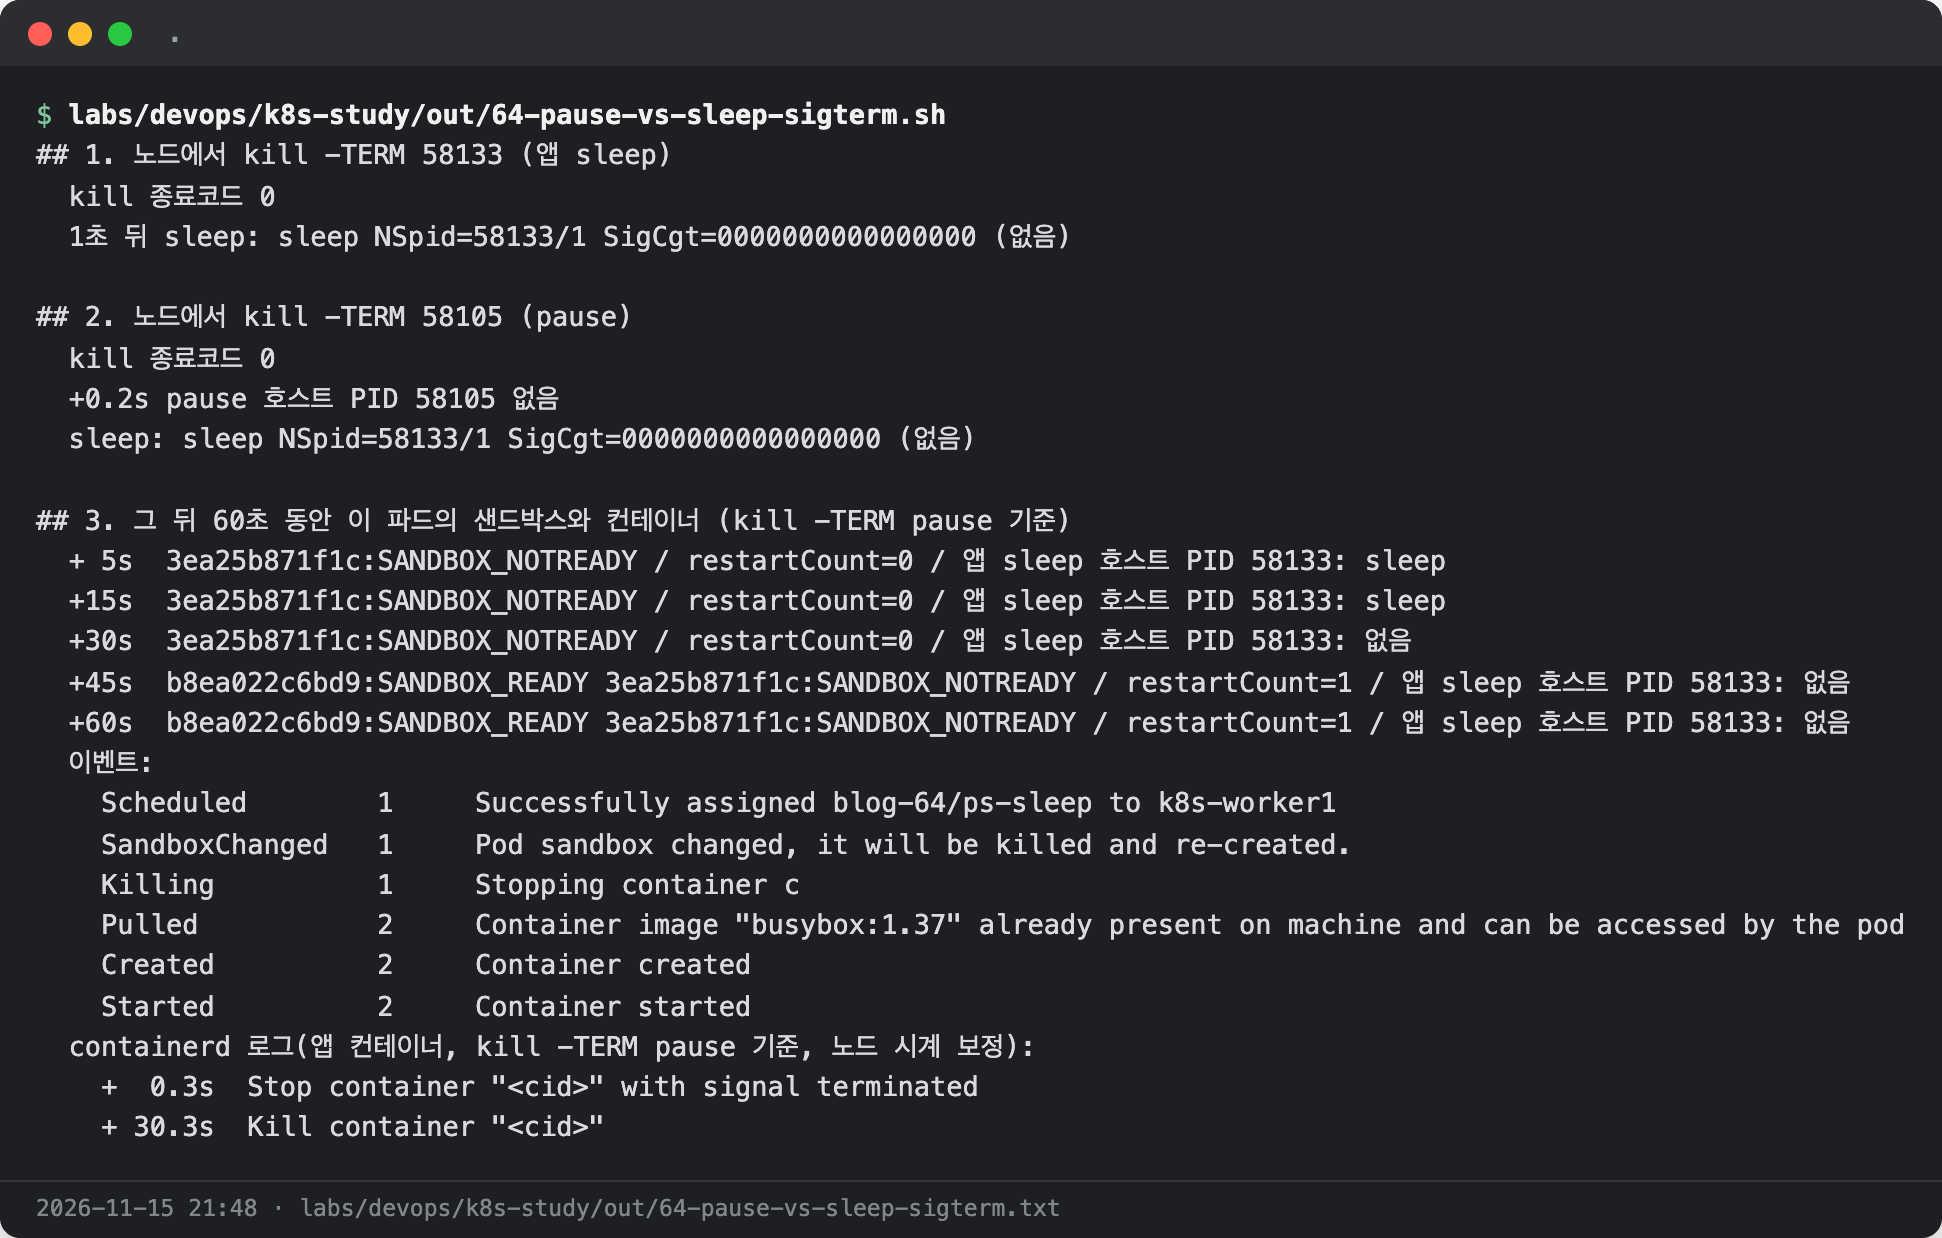 .
$ labs/devops/k8s-study/out/64-pause-vs-sleep-sigterm.sh
## 1. 노드에서 kill -TERM 58133 (앱 sleep)
kill 종료코드 0
1초 뒤 sleep: sleep NSpid=58133/1 SigCgt=0000000000000000 (없음)
## 2. 노드에서 kill -TERM 58105 (pause)
kill 종료코드 0
+0.2s pause 호스트 PID 58105 없음
sleep: sleep NSpid=58133/1 SigCgt=0000000000000000 (없음)
## 3. 그 뒤 60초 동안 이 파드의 샌드박스와 컨테이너 (kill -TERM pause 기준)
+ 5s  3ea25b871f1c:SANDBOX_NOTREADY / restartCount=0 / 앱 sleep 호스트 PID 58133: sleep
+15s  3ea25b871f1c:SANDBOX_NOTREADY / restartCount=0 / 앱 sleep 호스트 PID 58133: sleep
+30s  3ea25b871f1c:SANDBOX_NOTREADY / restartCount=0 / 앱 sleep 호스트 PID 58133: 없음
+45s  b8ea022c6bd9:SANDBOX_READY 3ea25b871f1c:SANDBOX_NOTREADY / restartCount=1 / 앱 sleep 호스트 PID 58133: 없음
+60s  b8ea022c6bd9:SANDBOX_READY 3ea25b871f1c:SANDBOX_NOTREADY / restartCount=1 / 앱 sleep 호스트 PID 58133: 없음
이벤트:
Scheduled        1     Successfully assigned blog-64/ps-sleep to k8s-worker1
SandboxChanged   1     Pod sandbox changed, it will be killed and re-created.
Killing          1     Stopping container c
Pulled           2     Container image "busybox:1.37" already present on machine and can be accessed by the pod
Created          2     Container created
Started          2     Container started
containerd 로그(앱 컨테이너, kill -TERM pause 기준, 노드 시계 보정):
+  0.3s  Stop container "<cid>" with signal terminated
+ 30.3s  Kill container "<cid>"
2026-11-15 21:48 · labs/devops/k8s-study/out/64-pause-vs-sleep-sigterm.txt